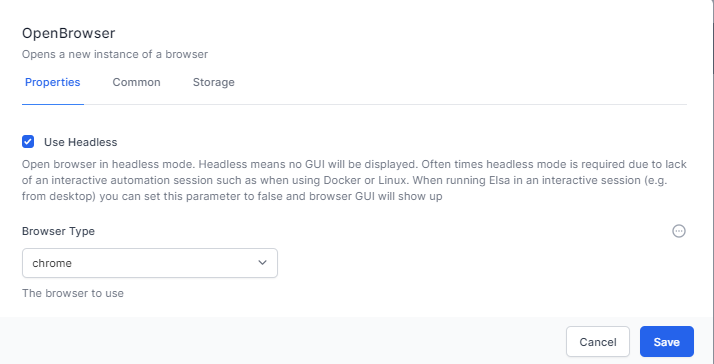 OpenBrowser
Opens a new instance of a browser
Properties Common Storage
Use Headless
Open browser in headless mode. Headless means no GUI will be displayed. Often times headless mode is required due to lack
of an interactive automation session such as when using Docker or Linux. When running Elsa in an interactive session (e.g.
from desktop) you can set this parameter to false and browser GUI will show up
Browser Type
chrome
The browser to use
Cancel Save